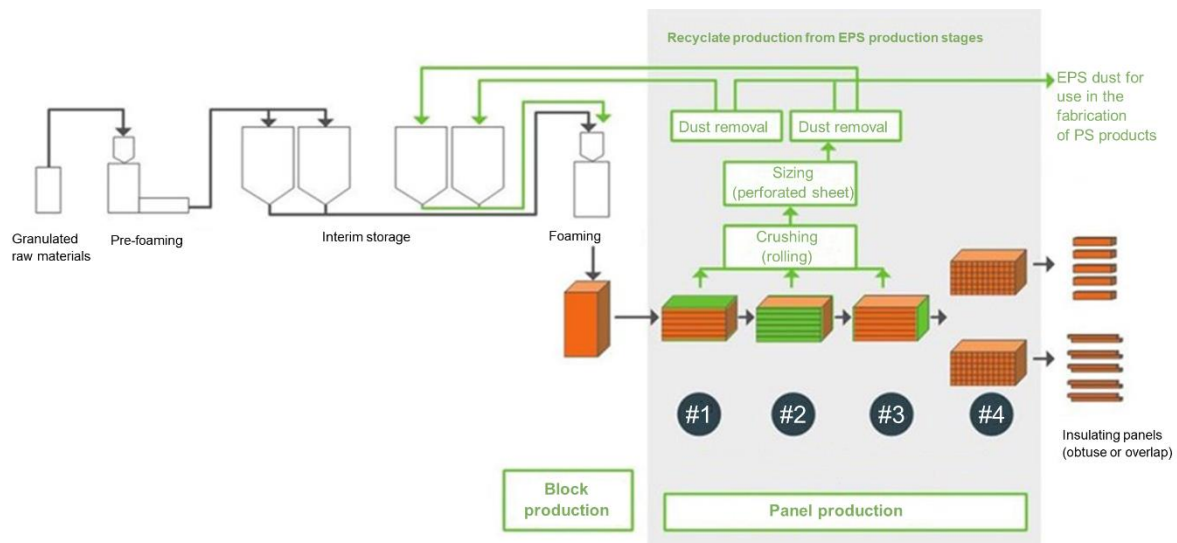 Recyclate production from EPS production stages
EPS dust for
use in the
fabrication
of PS products
Dust removal
Dust removal
Sizing
(perforated sheet)
Crushing
(rolling)
Granulated
raw materials
Pre-foaming
Interim storage
Foaming
#1
#2
#3
#4
Insulating panels
(obtuse or overlap)
Block
production
Panel production